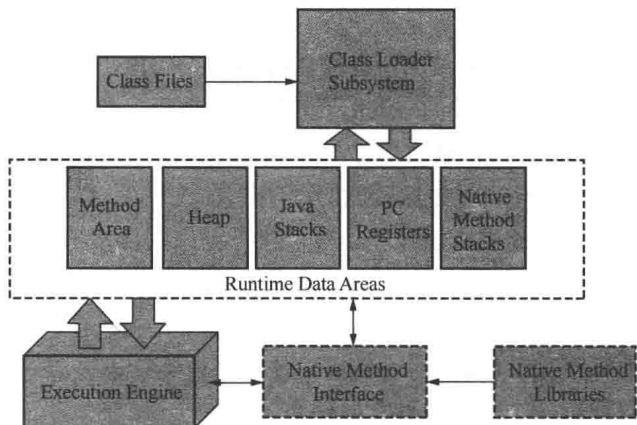 Class Files
Class Loader
Subsystem
Method
Area
Heap
Java
Stacks
PC
Registers
Native
Method
Stacks
Runtime Data Areas
Execution Engine
Native Method
Interface
Native Method
Libraries